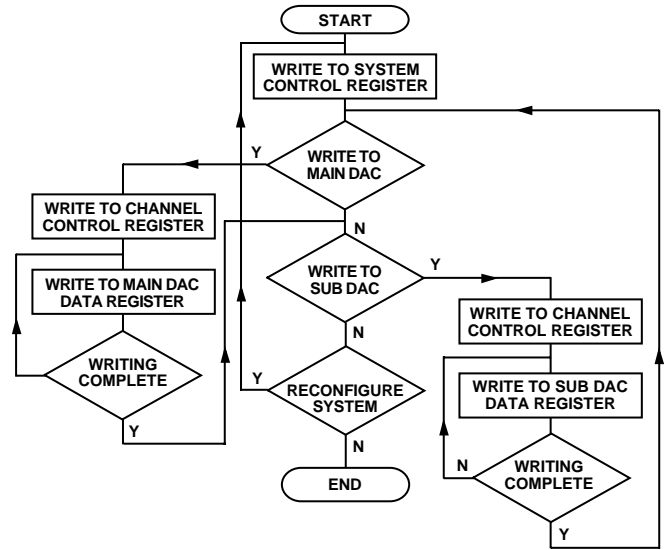 START
WRITE TO SYSTEM
CONTROL REGISTER
Y
WRITE TO
MAIN DAC
N
WRITE TO CHANNEL
CONTROL REGISTER
WRITE TO MAIN DAC
DATA REGISTER
WRITING
COMPLETE
Y
WRITE TO
SUB DAC
Y
N
WRITE TO CHANNEL
CONTROL REGISTER
WRITE TO SUB DAC
DATA REGISTER
N
WRITING
COMPLETE
Y
Y
RECONFIGURE
SYSTEM
N
END